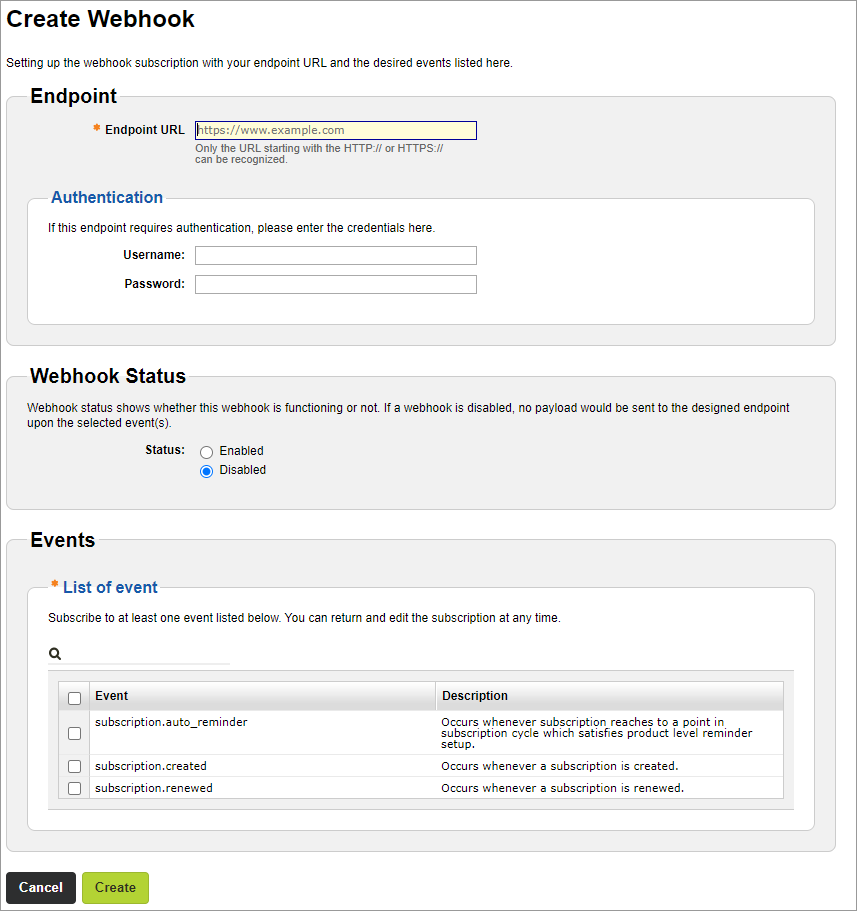 Create Webhook
Setting up the webhook subscription with your endpoint URL and the desired events listed here.
Endpoint
* Endpoint URL
https://www.example.com
Only the URL starting with the HTTP:// or HTTPS://
can be recognized.
Authentication
If this endpoint requires authentication, please enter the credentials here.
Username:
Password:
Webhook Status
Webhook status shows whether this webhook is functioning or not. If a webhook is disabled, no payload would be sent to the designed endpoint
upon the selected event(s).
Status:
Enabled
Disabled
Events
* List of event
Subscribe to at least one event listed below. You can return and edit the subscription at any time.
Event
Description
subscription.auto_reminder
Occurs whenever subscription reaches to a point in
subscription cycle which satisfies product level reminder
setup.
subscription.created
Occurs whenever a subscription is created.
subscription.renewed
Occurs whenever a subscription is renewed.
Cancel
Create